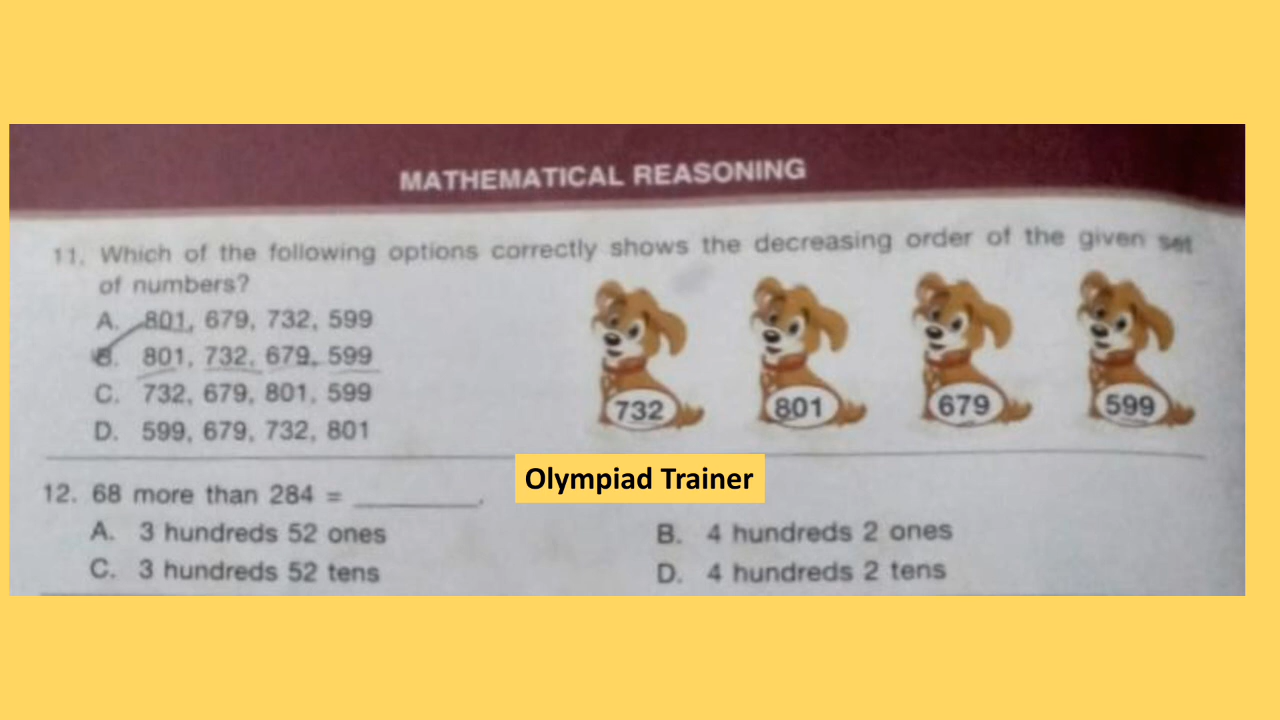 MATHEMATICAL REASONING
11. Which of the following options correctly shows the decreasing order of the given set
of numbers?
A. 801, 679, 732, 599
B. 801, 732, 679, 599
C. 732, 679, 801, 599
D. 599, 679, 732, 801
732 801 679 599
Olympiad Trainer
12. 68 more than 284 = ________.
A. 3 hundreds 52 ones
B. 4 hundreds 2 ones
C. 3 hundreds 52 tens
D. 4 hundreds 2 tens